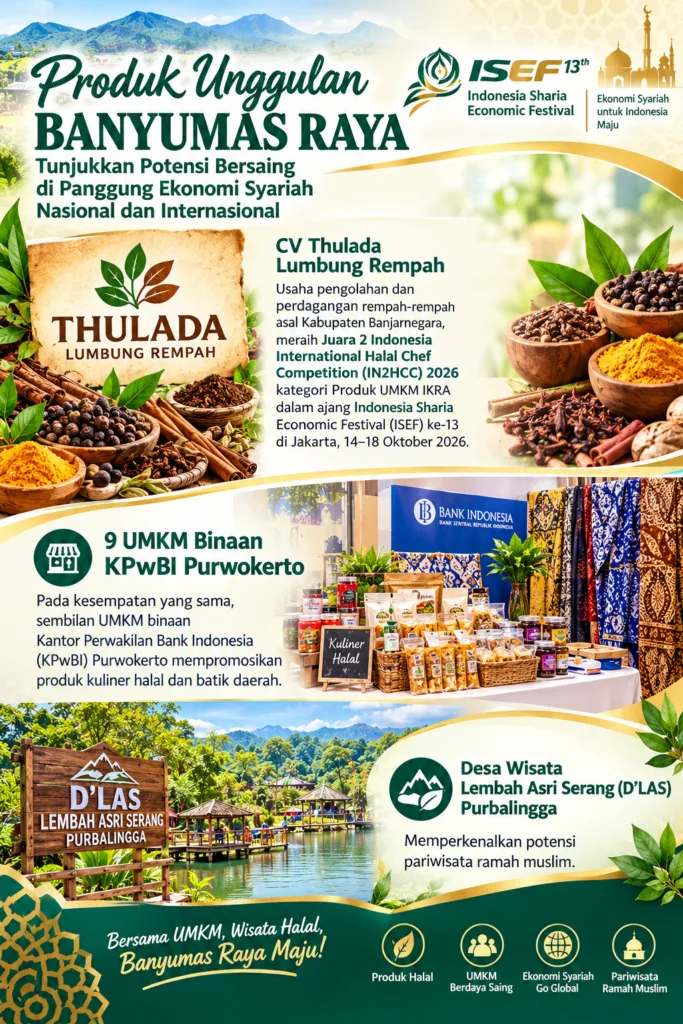 Produk Unggulan
BANYUMAS RAYA
Tunjukkan Potensi Bersaing
di Panggung Ekonomi Syariah
Nasional dan Internasional
ISEF 13th
Indonesia Sharia
Economic Festival
Ekonomi Syariah
untuk Indonesia
Maju
THULADA
LUMBUNG REMPAH
CV Thulada
Lumbung Rempah
Usaha pengolahan dan
perdagangan rempah-rempah
asal Kabupaten Banjarnegara,
meraih Juara 2 Indonesia
International Halal Chef
Competition (IN2HCC) 2026
kategori Produk UMKM IKRA
dalam ajang Indonesia Sharia
Economic Festival (ISEF) ke-13
di Jakarta, 14–18 Oktober 2026.
9 UMKM Binaan
KPwBI Purwokerto
Pada kesempatan yang sama,
sembilan UMKM binaan
Kantor Perwakilan Bank Indonesia
(KPwBI) Purwokerto mempromosikan
produk kuliner halal dan batik daerah.
BANK INDONESIA
BANK SENTRAL REPUBLIK INDONESIA
Kuliner
Halal
D'LAS
LEMBAH ASRI SERANG
PURBALINGGA
Desa Wisata
Lembah Asri Serang (D'LAS)
Purbalingga
Memperkenalkan potensi
pariwisata ramah muslim.
Bersama UMKM, Wisata Halal,
Banyumas Raya Maju!
Produk Halal
UMKM
Berdaya Saing
Ekonomi Syariah
Go Global
Pariwisata
Ramah Muslim